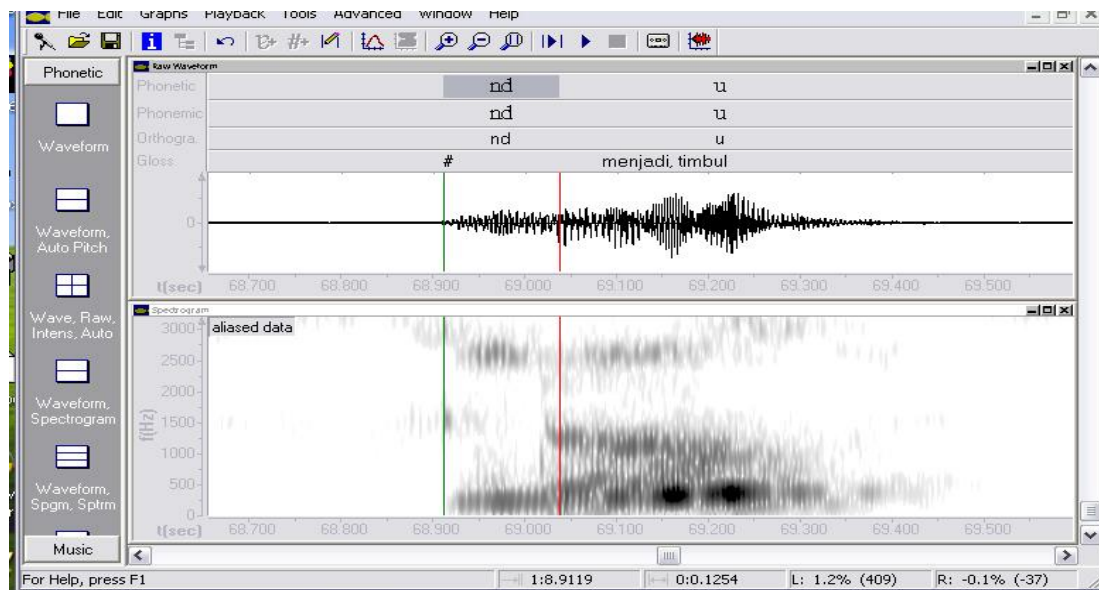 File Edit Graphs Playback Tools Advanced Window Help
Phonetic
Waveform
Waveform, Auto Pitch
Wave, Raw, Intens, Auto
Waveform, Spectrogram
Waveform, Spgm, Sptrm
Music
Raw Waveform
Phonetic nd u
Phonemic nd u
Orthogra. nd u
Gloss # menjadi, timbul
0
t(sec) 68.700 68.800 68.900 69.000 69.100 69.200 69.300 69.400 69.500
Spectrogram
aliased data
f(Hz)
3000
2500
2000
1500
1000
500
0
t(sec) 68.700 68.800 68.900 69.000 69.100 69.200 69.300 69.400 69.500
For Help, press F1 1:8.9119 0:0.1254 L: 1.2% (409) R: -0.1% (-37)